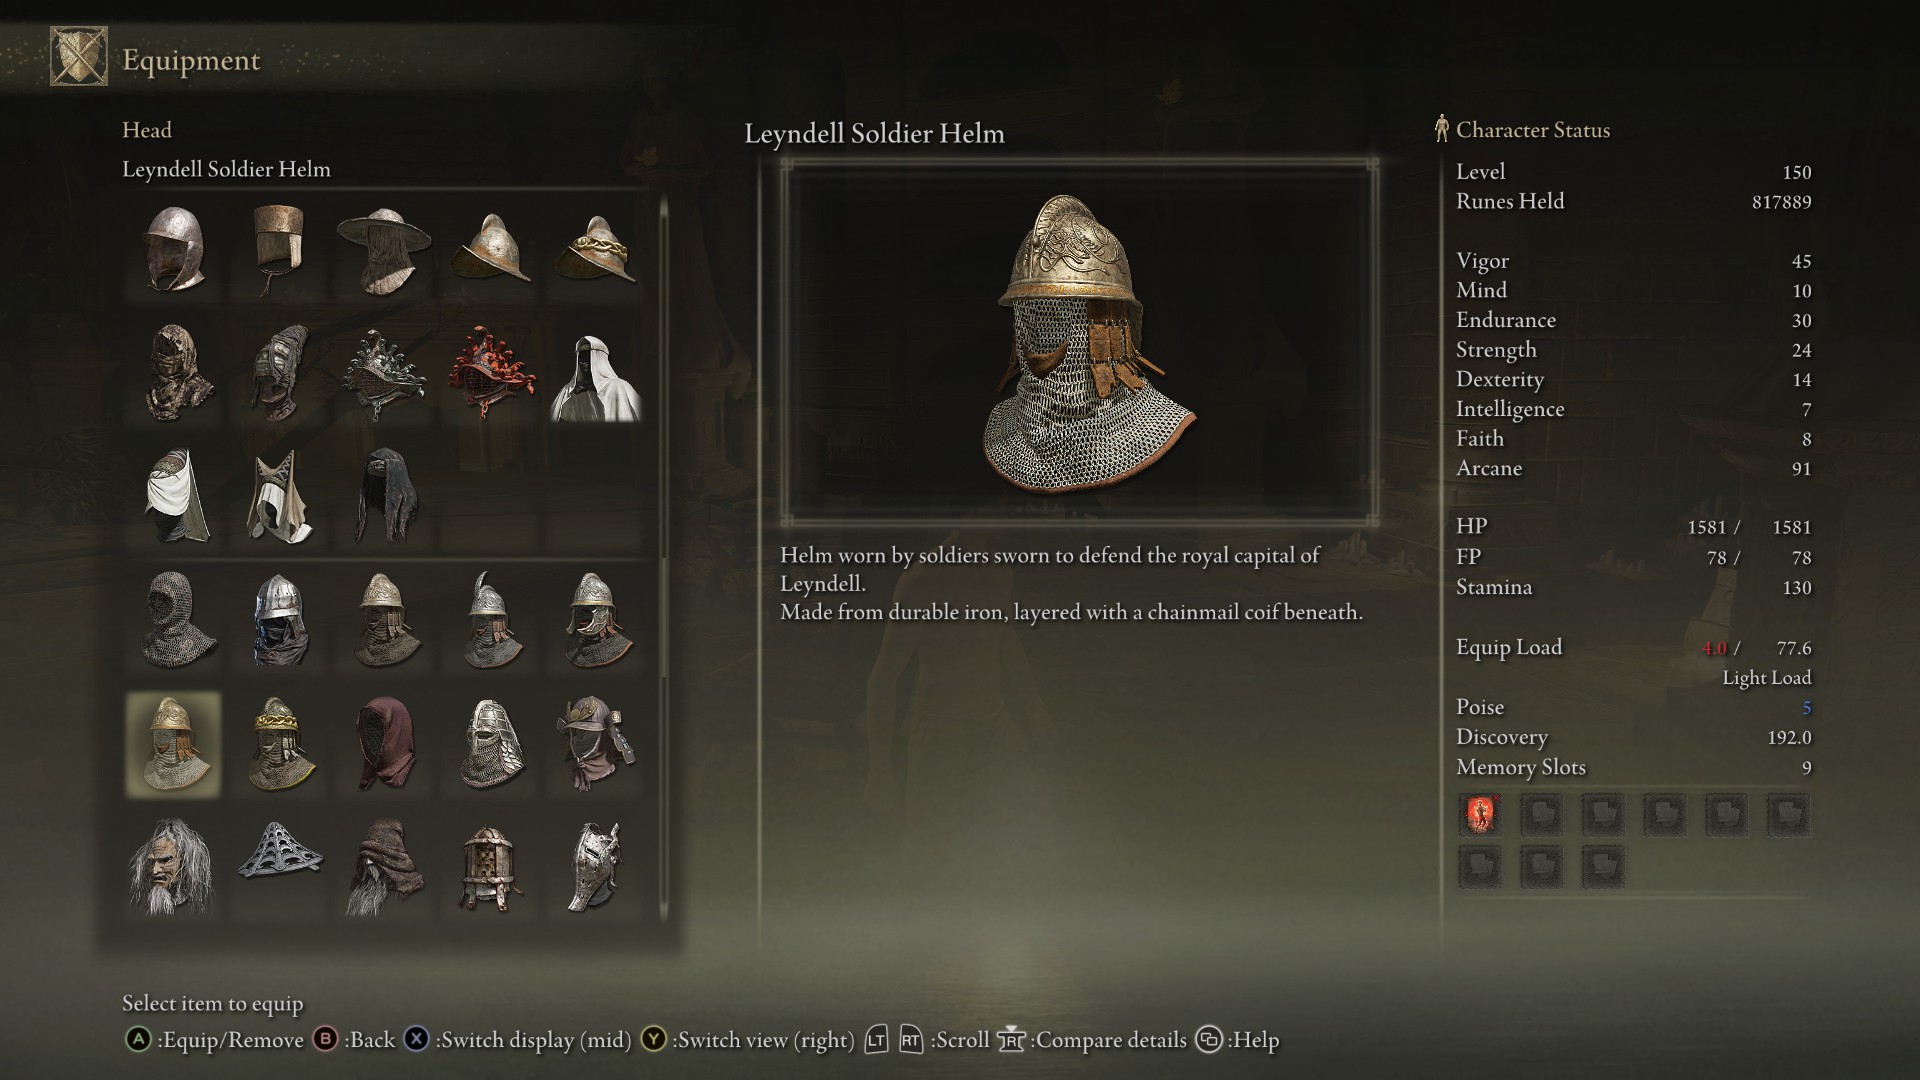 Equipment
Head
Leyndell Soldier Helm
Leyndell Soldier Helm
Helm worn by soldiers sworn to defend the royal capital of
Leyndell.
Made from durable iron, layered with a chainmail coif beneath.
Character Status
Level 150
Runes Held 817889
Vigor 45
Mind 10
Endurance 30
Strength 24
Dexterity 14
Intelligence 7
Faith 8
Arcane 91
HP 1581 / 1581
FP 78 / 78
Stamina 130
Equip Load 4.0 / 77.6
Light Load
Poise 5
Discovery 192.0
Memory Slots 9
Select item to equip
A :Equip/Remove B :Back X :Switch display (mid) Y :Switch view (right) LT RT :Scroll R :Compare details :Help